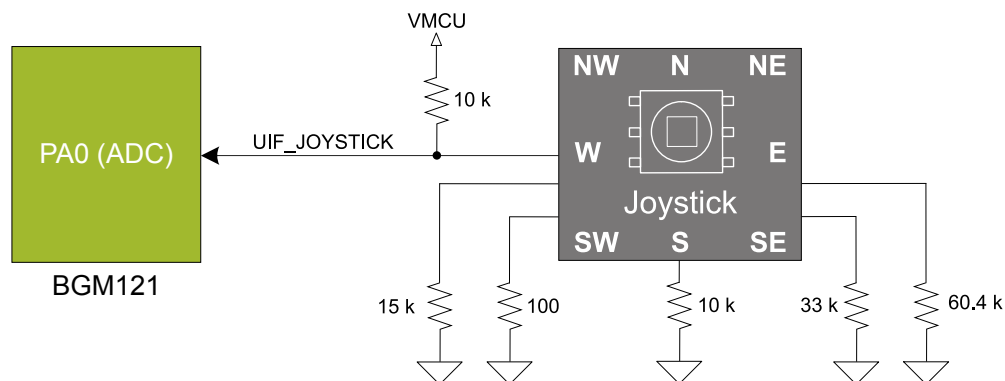 VMCU
10 k
NW N NE
PA0 (ADC)
UIF_JOYSTICK
W E
Joystick
SW S SE
BGM121
15 k
100
10 k
33 k
60.4 k